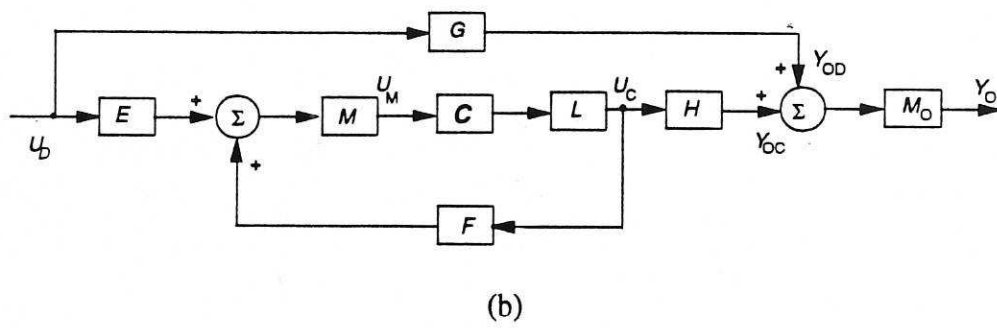 G
+ Y_OD
E + Σ M U_M C L U_C H + Σ M_O Y_O
U_D + Y_OC
F
(b)